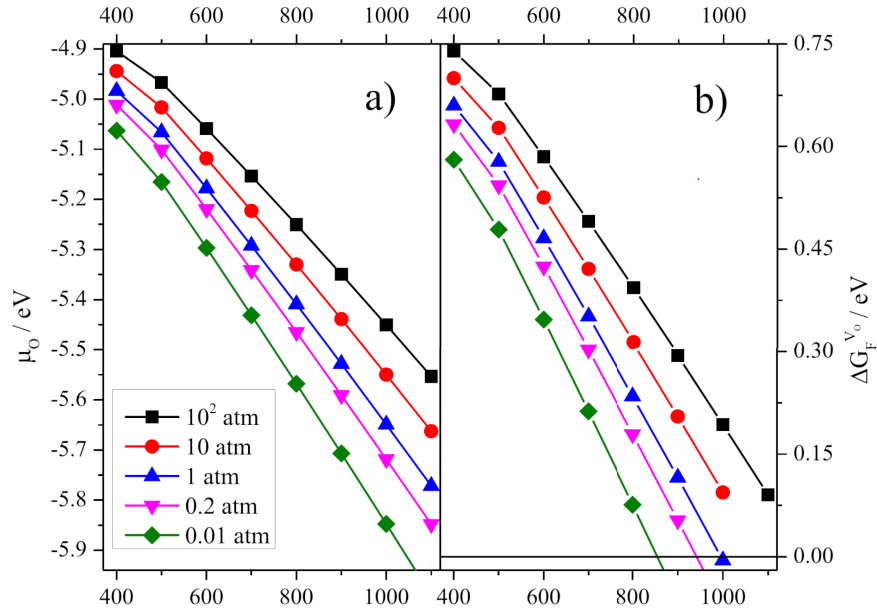 400 600 800 1000 400 600 800 1000
-4.9
-5.0
-5.1
-5.2
-5.3
-5.4
-5.5
-5.6
-5.7
-5.8
-5.9
μO / eV
a)
10² atm
10 atm
1 atm
0.2 atm
0.01 atm
b)
0.75
0.60
0.45
0.30
0.15
0.00
ΔG_F^{V_O} / eV
400 600 800 1000 400 600 800 1000